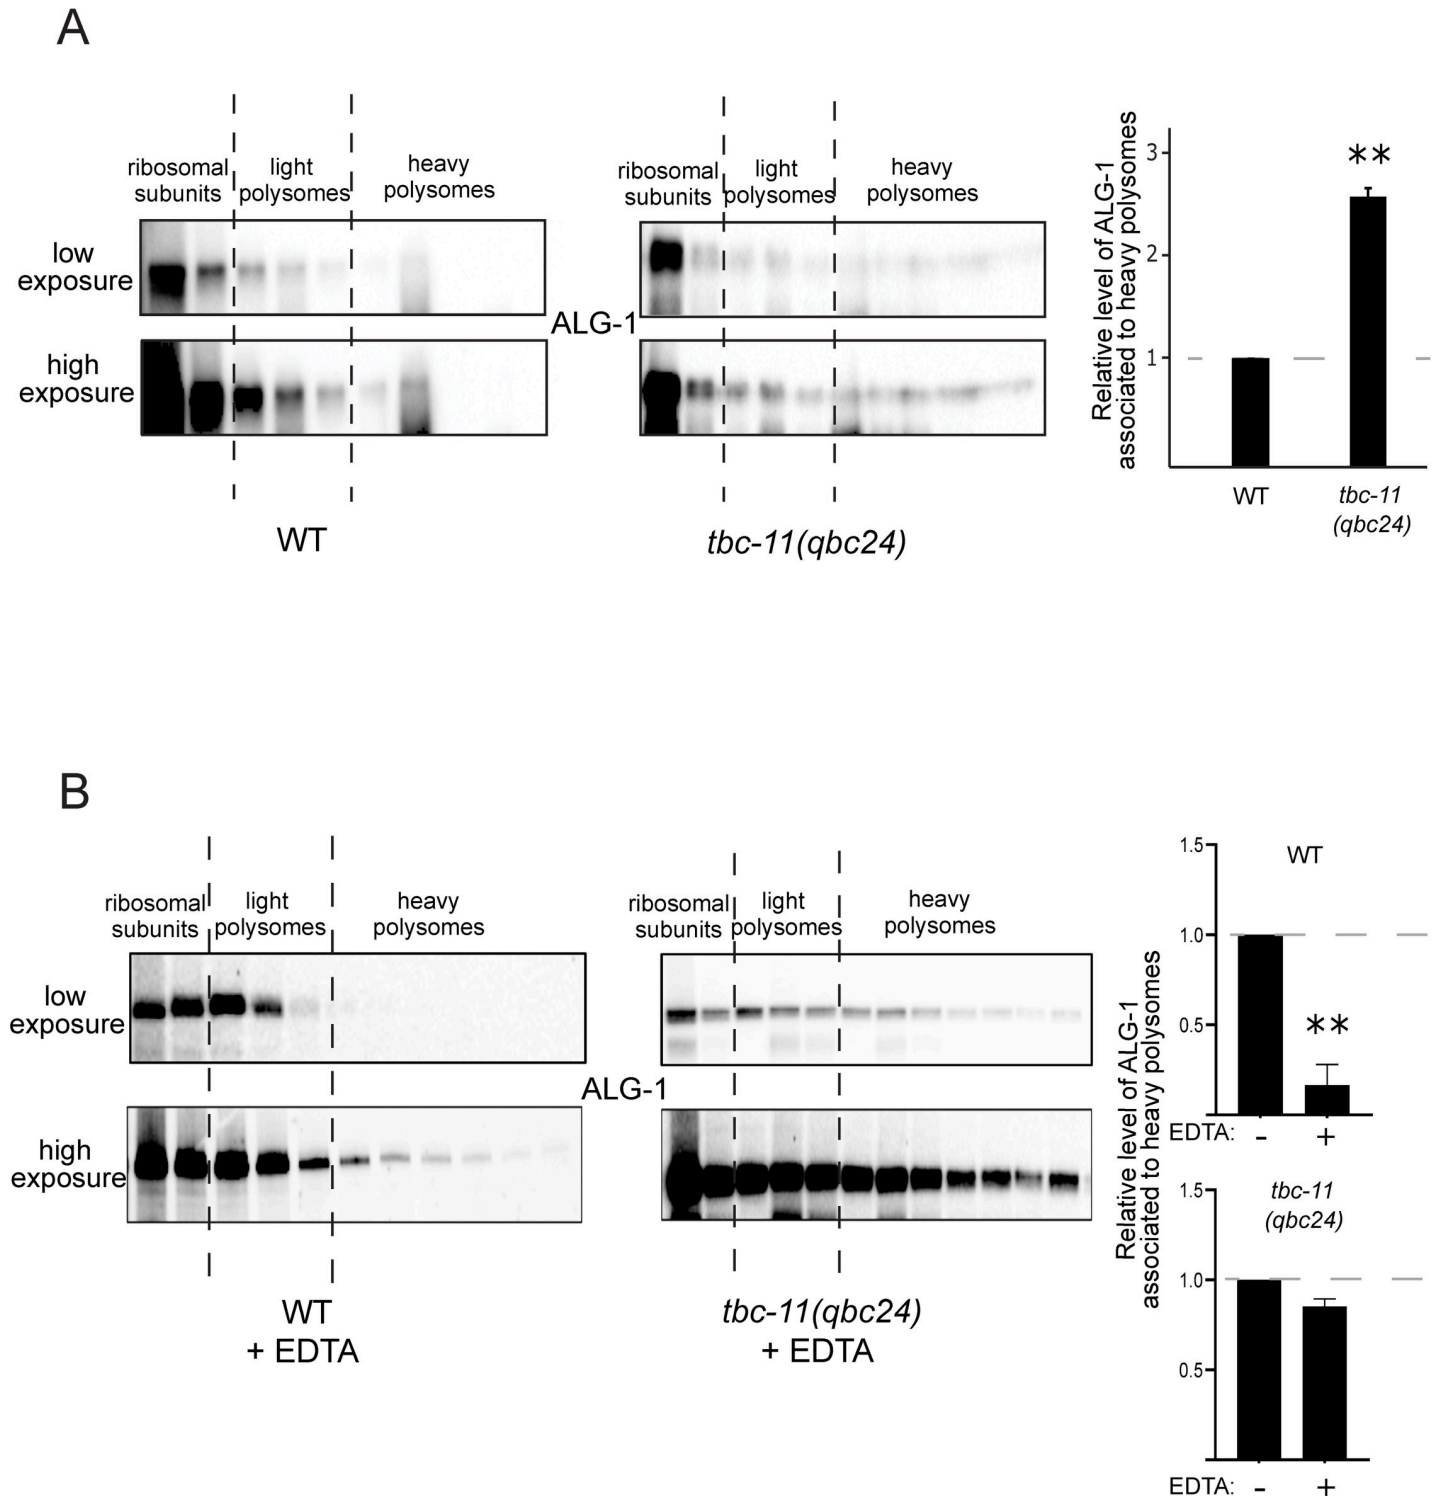 A
ribosomal
subunits
light
polysomes
heavy
polysomes
ribosomal
subunits
light
polysomes
heavy
polysomes
low
exposure
ALG-1
high
exposure
WT
tbc-11(qbc24)
Relative level of ALG-1
associated to heavy polysomes
3
2
1
**
WT
tbc-11
(qbc24)
B
ribosomal
subunits
light
polysomes
heavy
polysomes
ribosomal
subunits
light
polysomes
heavy
polysomes
low
exposure
ALG-1
high
exposure
WT
+ EDTA
tbc-11(qbc24)
+ EDTA
Relative level of ALG-1
associated to heavy polysomes
1.5
WT
1.0
0.5
**
EDTA: - +
1.5
tbc-11
(qbc24)
1.0
0.5
EDTA: - +